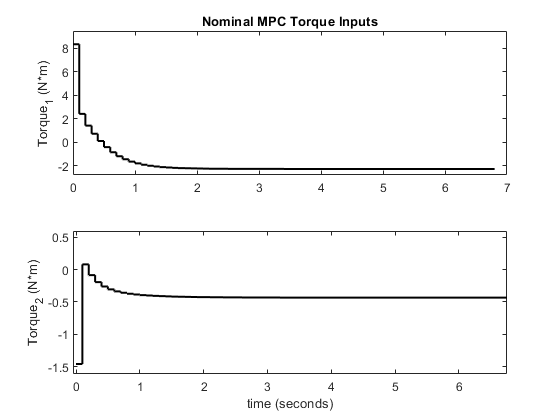 Nominal MPC Torque Inputs
Torque1 (N*m)
8
6
4
2
0
-2
0 1 2 3 4 5 6 7
Torque2 (N*m)
0.5
0
-0.5
-1
-1.5
0 1 2 3 4 5 6
time (seconds)